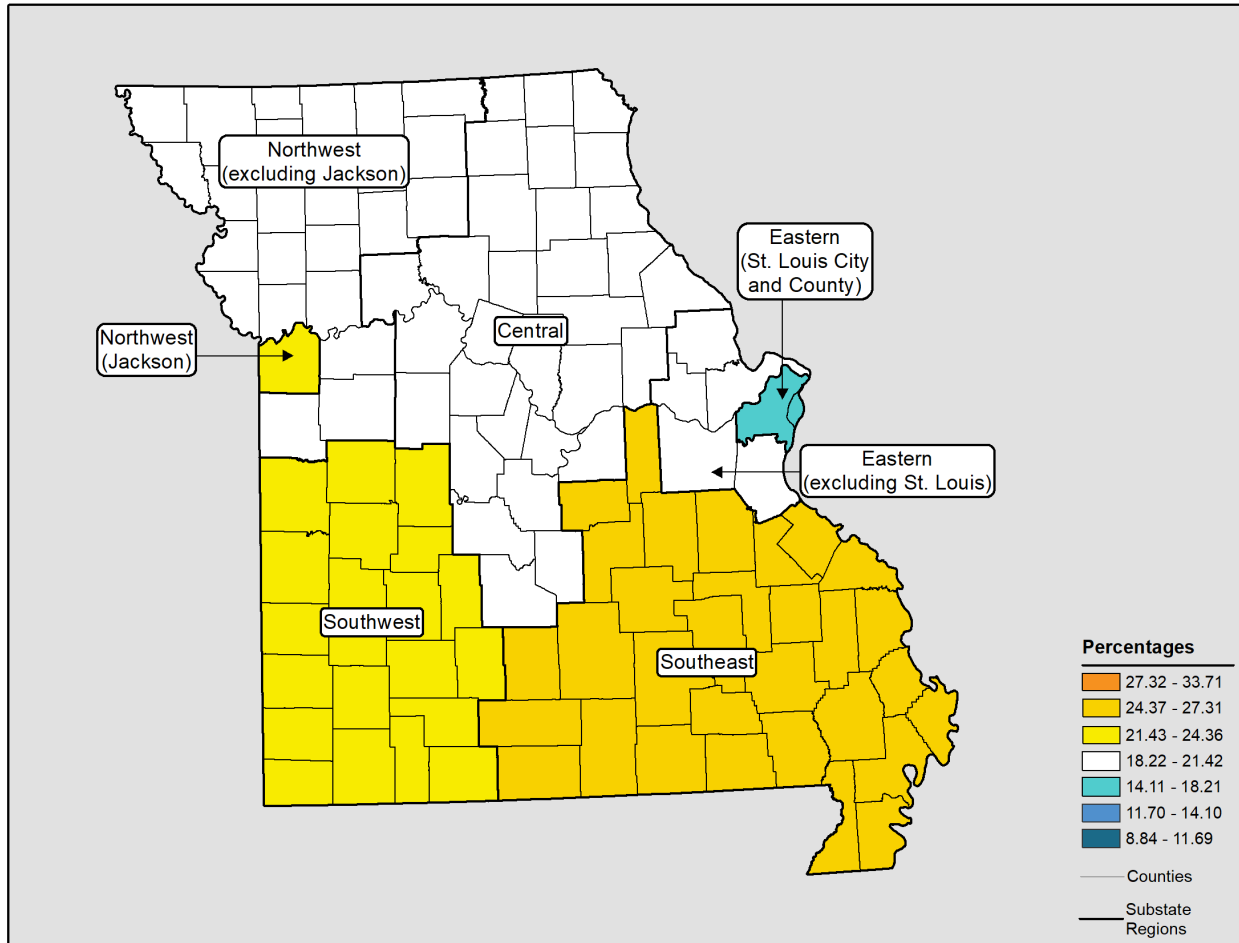 Northwest
(excluding Jackson)
Eastern
(St. Louis City
and County)
Central
Northwest
(Jackson)
Eastern
(excluding St. Louis)
Southwest
Southeast
Percentages
27.32 - 33.71
24.37 - 27.31
21.43 - 24.36
18.22 - 21.42
14.11 - 18.21
11.70 - 14.10
8.84 - 11.69
Counties
Substate
Regions